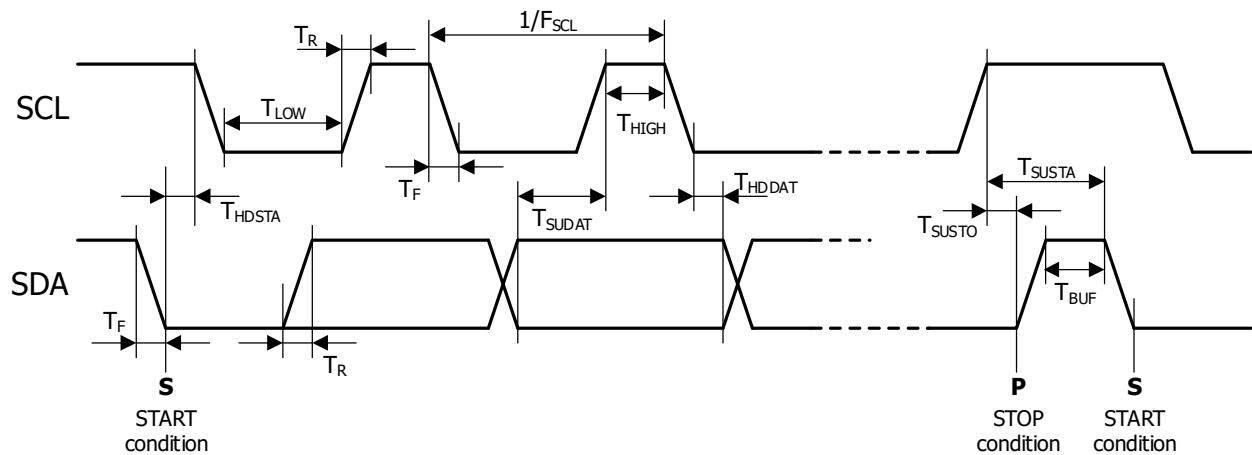 1/FSCL
TR
SCL
TLOW
THIGH
TF
THDDAT
TSUSTA
THDSTA
TSUDAT
TSUSTO
SDA
TBUF
TF
TR
S
START
condition
P
STOP
condition
S
START
condition